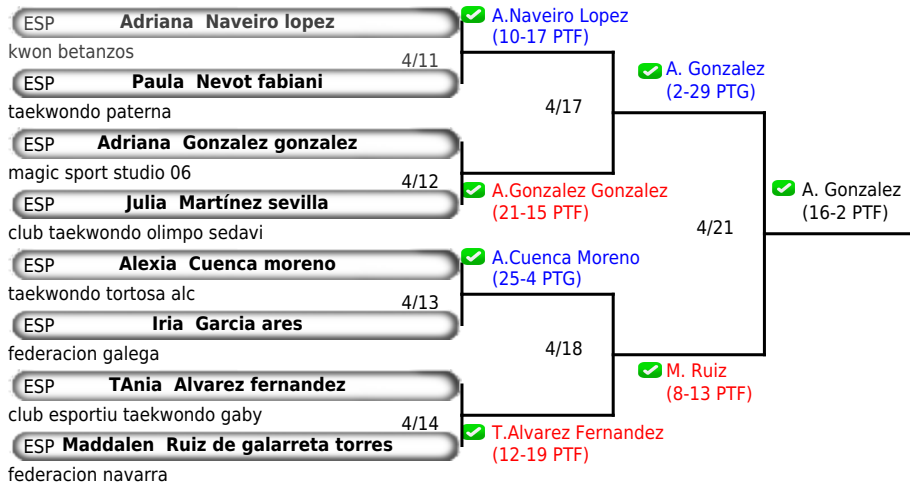 ESP Adriana Naveiro lopez
kwon betanzos
4/11
ESP Paula Nevot fabiani
taekwondo paterna
ESP Adriana Gonzalez gonzalez
magic sport studio 06
4/12
ESP Julia Martínez sevilla
club taekwondo olimpo sedavi
ESP Alexia Cuenca moreno
taekwondo tortosa alc
4/13
ESP Iria Garcia ares
federacion galega
ESP TAnia Alvarez fernandez
club esportiu taekwondo gaby
4/14
ESP Maddalen Ruiz de galarreta torres
federacion navarra
A.Naveiro Lopez
(10-17 PTF)
4/17
A.Gonzalez Gonzalez
(21-15 PTF)
A.Cuenca Moreno
(25-4 PTG)
4/18
T.Alvarez Fernandez
(12-19 PTF)
A. Gonzalez
(2-29 PTG)
4/21
M. Ruiz
(8-13 PTF)
A. Gonzalez
(16-2 PTF)